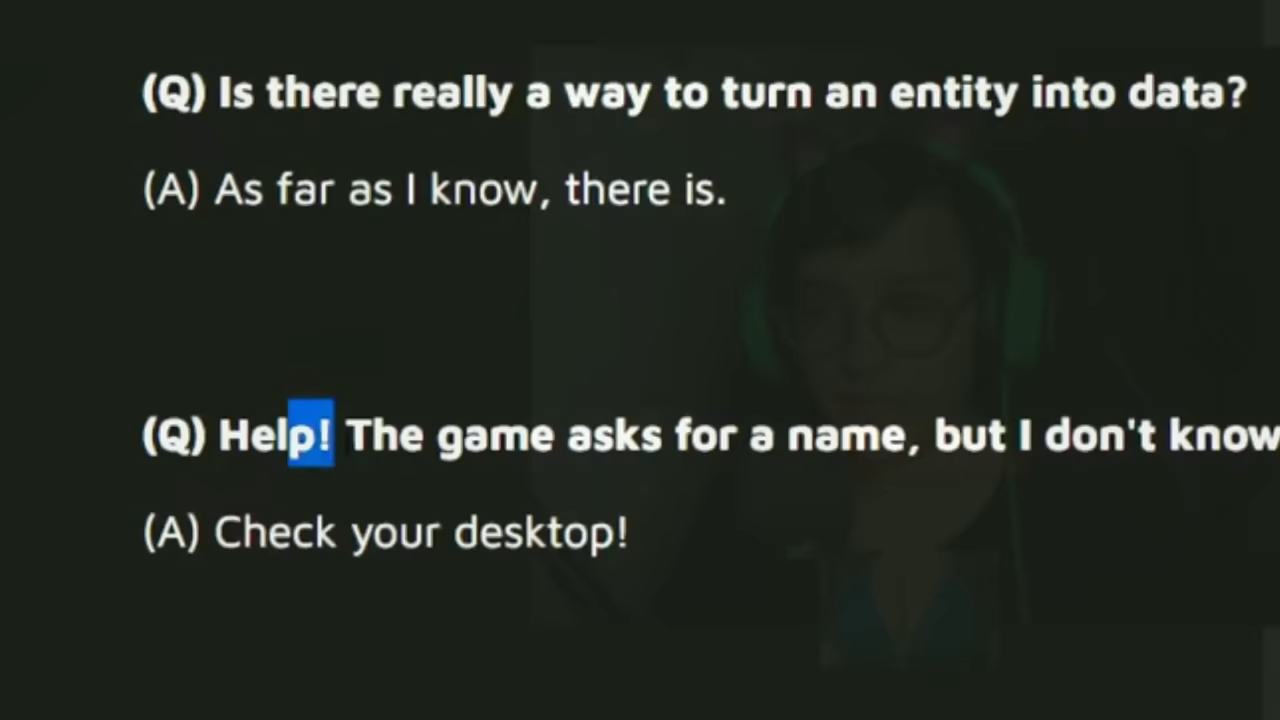 (Q) Is there really a way to turn an entity into data?
(A) As far as I know, there is.
(Q) Help! The game asks for a name, but I don't know
(A) Check your desktop!